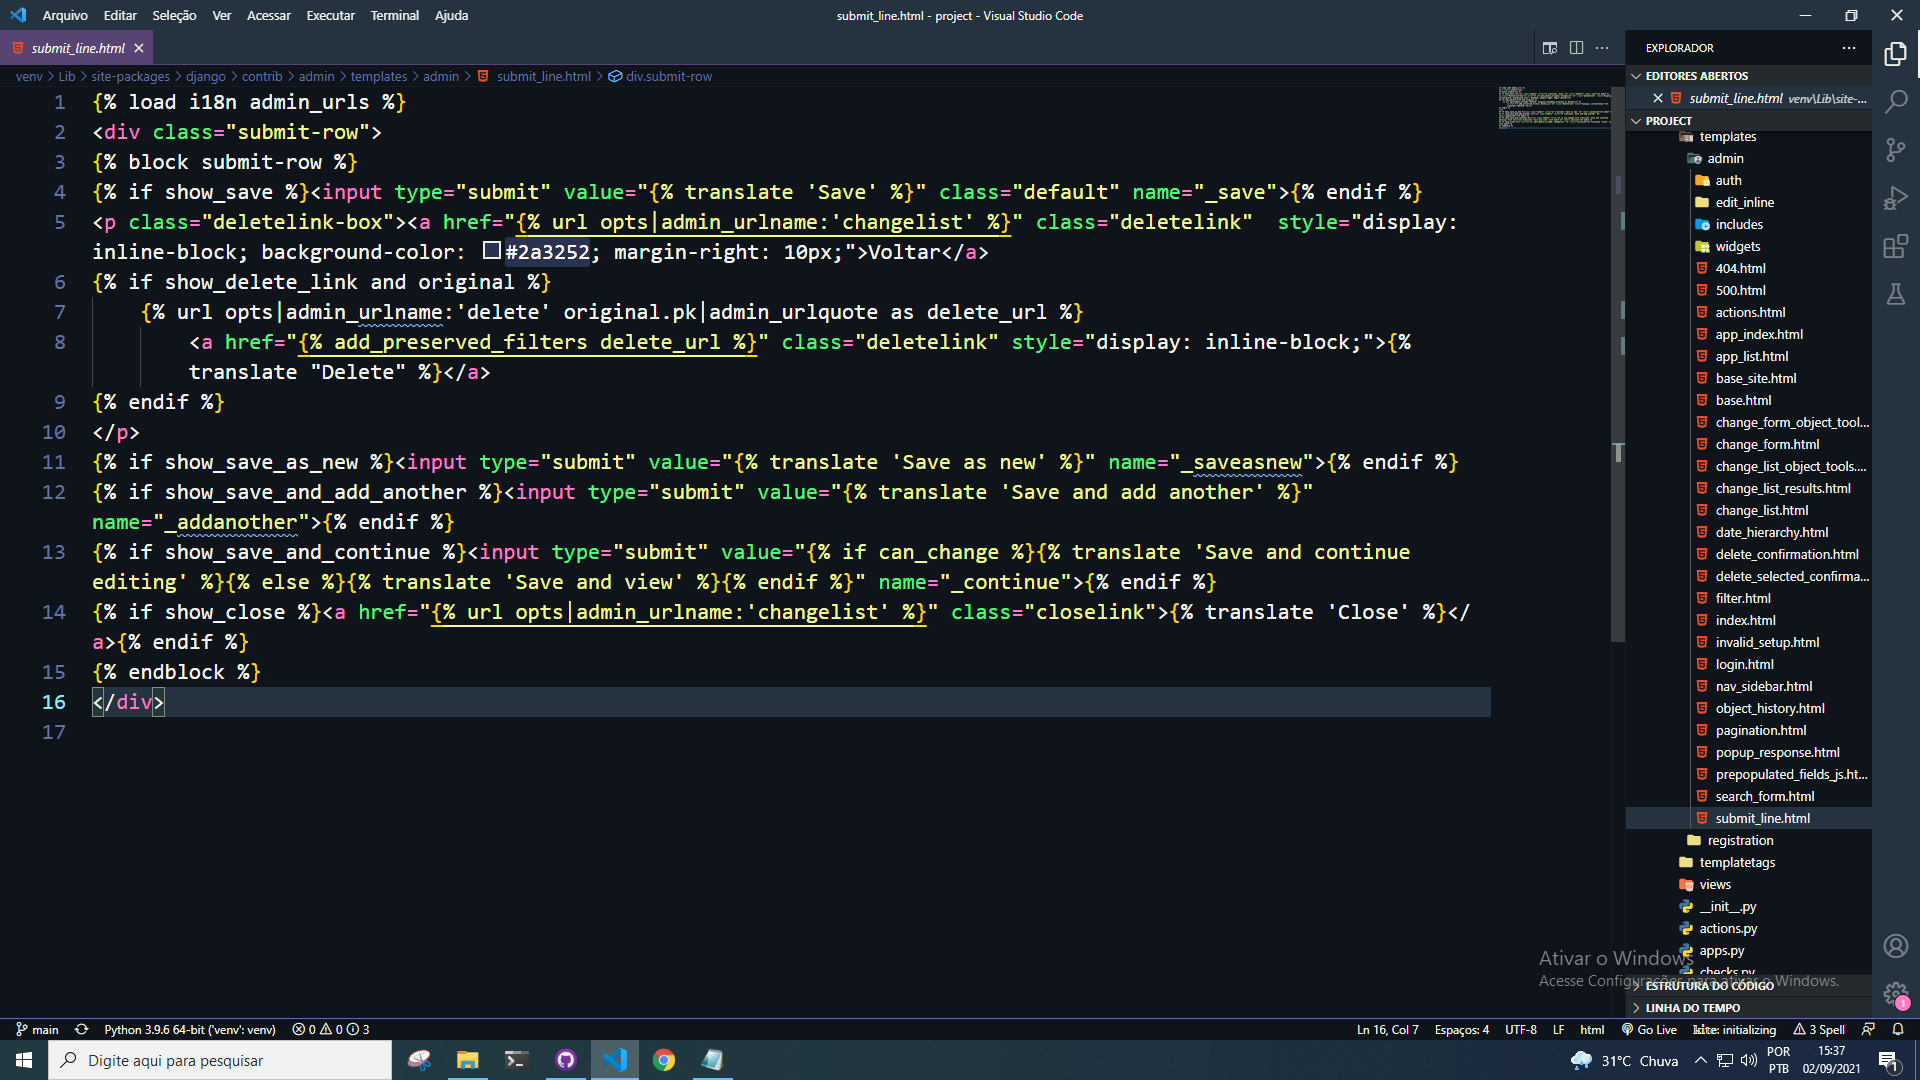 Arquivo Editar Seleção Ver Acessar Executar Terminal Ajuda
submit_line.html - project - Visual Studio Code
submit_line.html
venv > Lib > site-packages > django > contrib > admin > templates > admin > submit_line.html > div.submit-row
1 {% load i18n admin_urls %}
2 <div class="submit-row">
3 {% block submit-row %}
4 {% if show_save %}<input type="submit" value="{% translate 'Save' %}" class="default" name="_save">{% endif %}
5 <p class="deletelink-box"><a href="{% url opts|admin_urlname:'changelist' %}" class="deletelink"  style="display:
inline-block; background-color: #2a3252; margin-right: 10px;">Voltar</a>
6 {% if show_delete_link and original %}
7 {% url opts|admin_urlname:'delete' original.pk|admin_urlquote as delete_url %}
8 <a href="{% add_preserved_filters delete_url %}" class="deletelink" style="display: inline-block;">{%
translate "Delete" %}</a>
9 {% endif %}
10 </p>
11 {% if show_save_as_new %}<input type="submit" value="{% translate 'Save as new' %}" name="_saveasnew">{% endif %}
12 {% if show_save_and_add_another %}<input type="submit" value="{% translate 'Save and add another' %}"
name="_addanother">{% endif %}
13 {% if show_save_and_continue %}<input type="submit" value="{% if can_change %}{% translate 'Save and continue
editing' %}{% else %}{% translate 'Save and view' %}{% endif %}" name="_continue">{% endif %}
14 {% if show_close %}<a href="{% url opts|admin_urlname:'changelist' %}" class="closelink">{% translate 'Close' %}</
a>{% endif %}
15 {% endblock %}
16 </div>
17
EXPLORADOR
EDITORES ABERTOS
submit_line.html venv\Lib\site-...
PROJECT
templates
admin
auth
edit_inline
includes
widgets
404.html
500.html
actions.html
app_index.html
app_list.html
base_site.html
base.html
change_form_object_tool...
change_form.html
change_list_object_tools....
change_list_results.html
change_list.html
date_hierarchy.html
delete_confirmation.html
delete_selected_confirma...
filter.html
index.html
invalid_setup.html
login.html
nav_sidebar.html
object_history.html
pagination.html
popup_response.html
prepopulated_fields_js.ht...
search_form.html
submit_line.html
registration
templatetags
views
__init__.py
actions.py
apps.py
checks.py
ESTRUTURA DO CÓDIGO
LINHA DO TEMPO
Ativar o Windows
Acesse Configurações para ativar o Windows.
1
main Python 3.9.6 64-bit ('venv': venv) 0 0 3
Ln 16, Col 7 Espaços: 4 UTF-8 LF html Go Live kite: initializing 3 Spell
Digite aqui para pesquisar
31°C Chuva
POR
PTB
15:37
02/09/2021
1